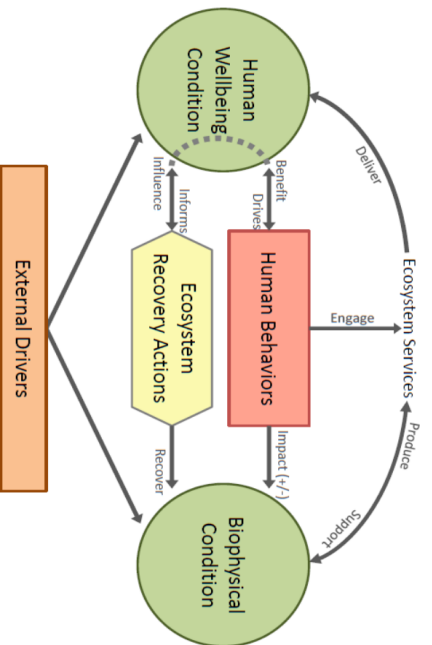 Ecosystem Services
Deliver
Produce
Support
Engage
Human
Wellbeing
Condition
Benefit
Drives
Human Behaviors
Impact (+/-)
Biophysical
Condition
Informs
Influence
Ecosystem
Recovery Actions
Recover
External Drivers